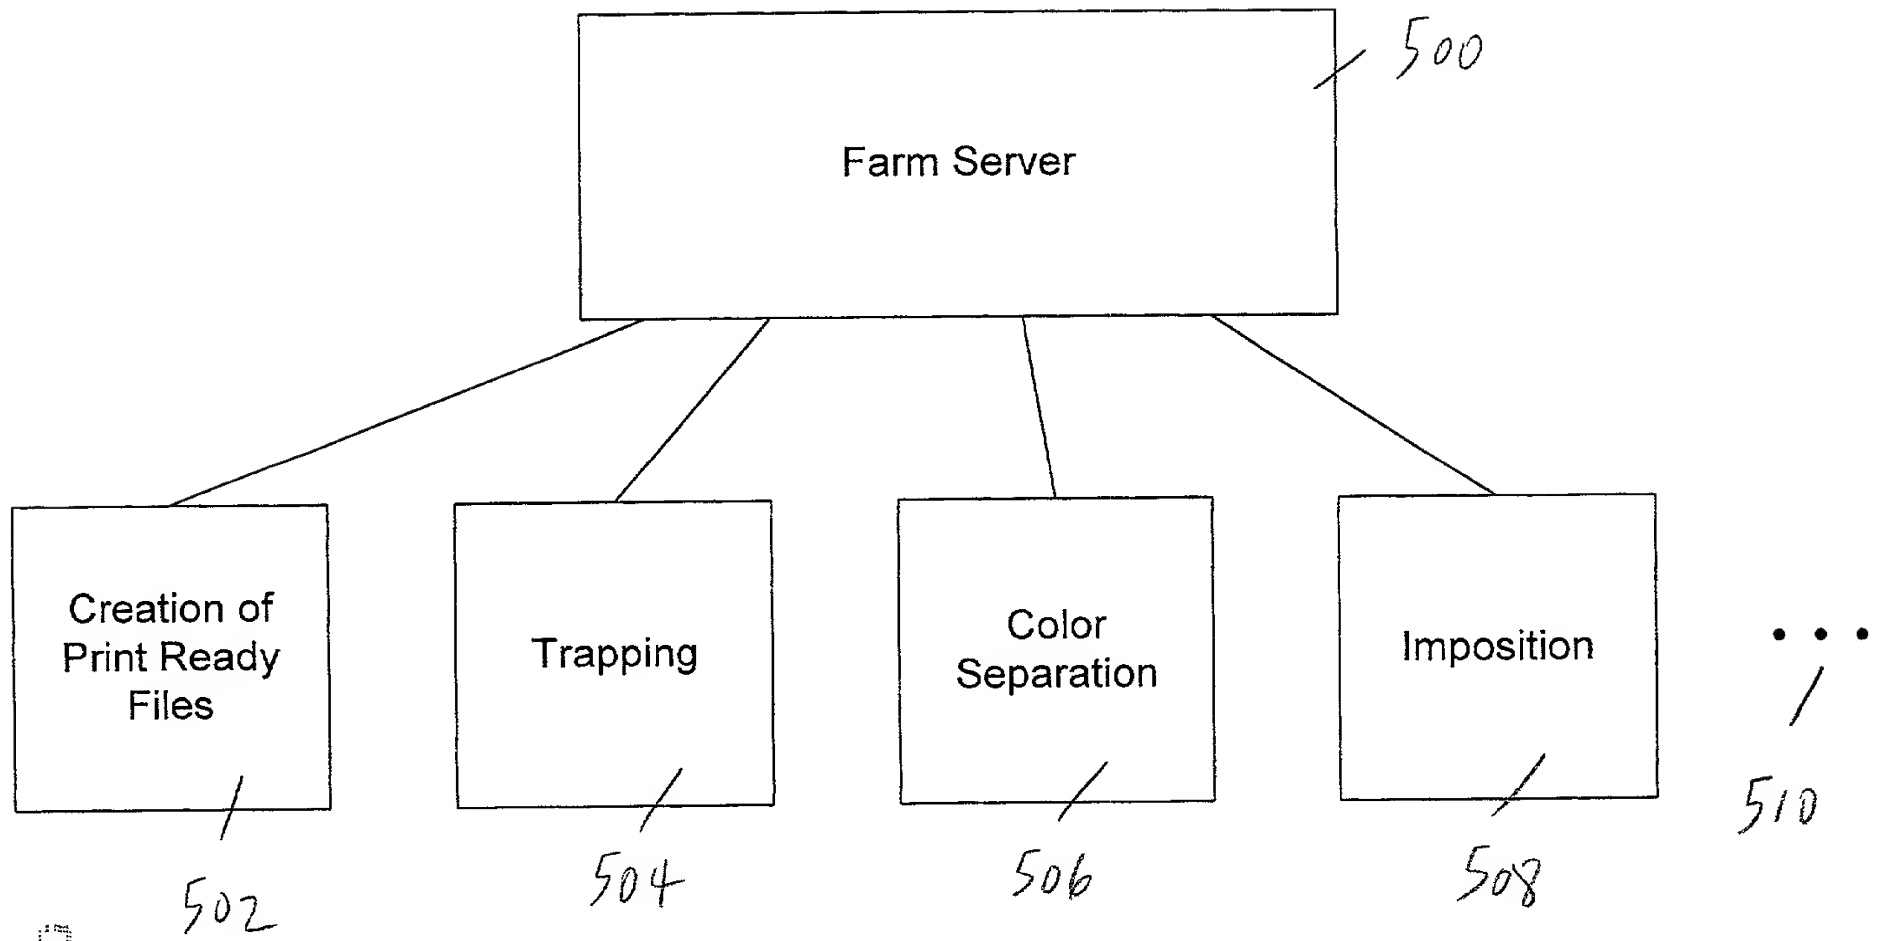 500
Farm Server
Creation of
Print Ready
Files
Trapping
Color
Separation
Imposition
• • •
502
504
506
508
510